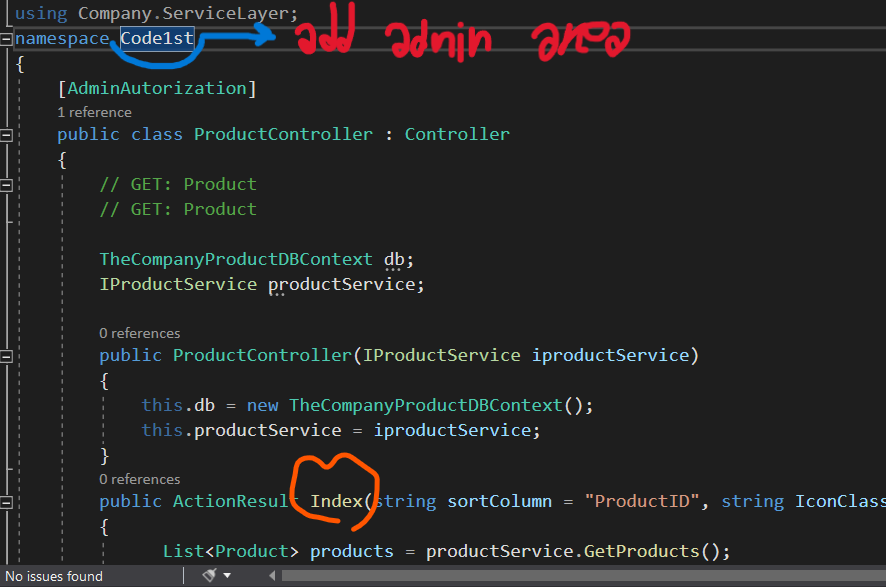 using Company.ServiceLayer;
namespace Code1st add admin area
{
[AdminAutorization]
1 reference
public class ProductController : Controller
{
// GET: Product
// GET: Product
TheCompanyProductDBContext db;
IProductService productService;
0 references
public ProductController(IProductService iproductService)
{
this.db = new TheCompanyProductDBContext();
this.productService = iproductService;
}
0 references
public ActionResult Index(string sortColumn = "ProductID", string IconClass
{
List<Product> products = productService.GetProducts();
No issues found